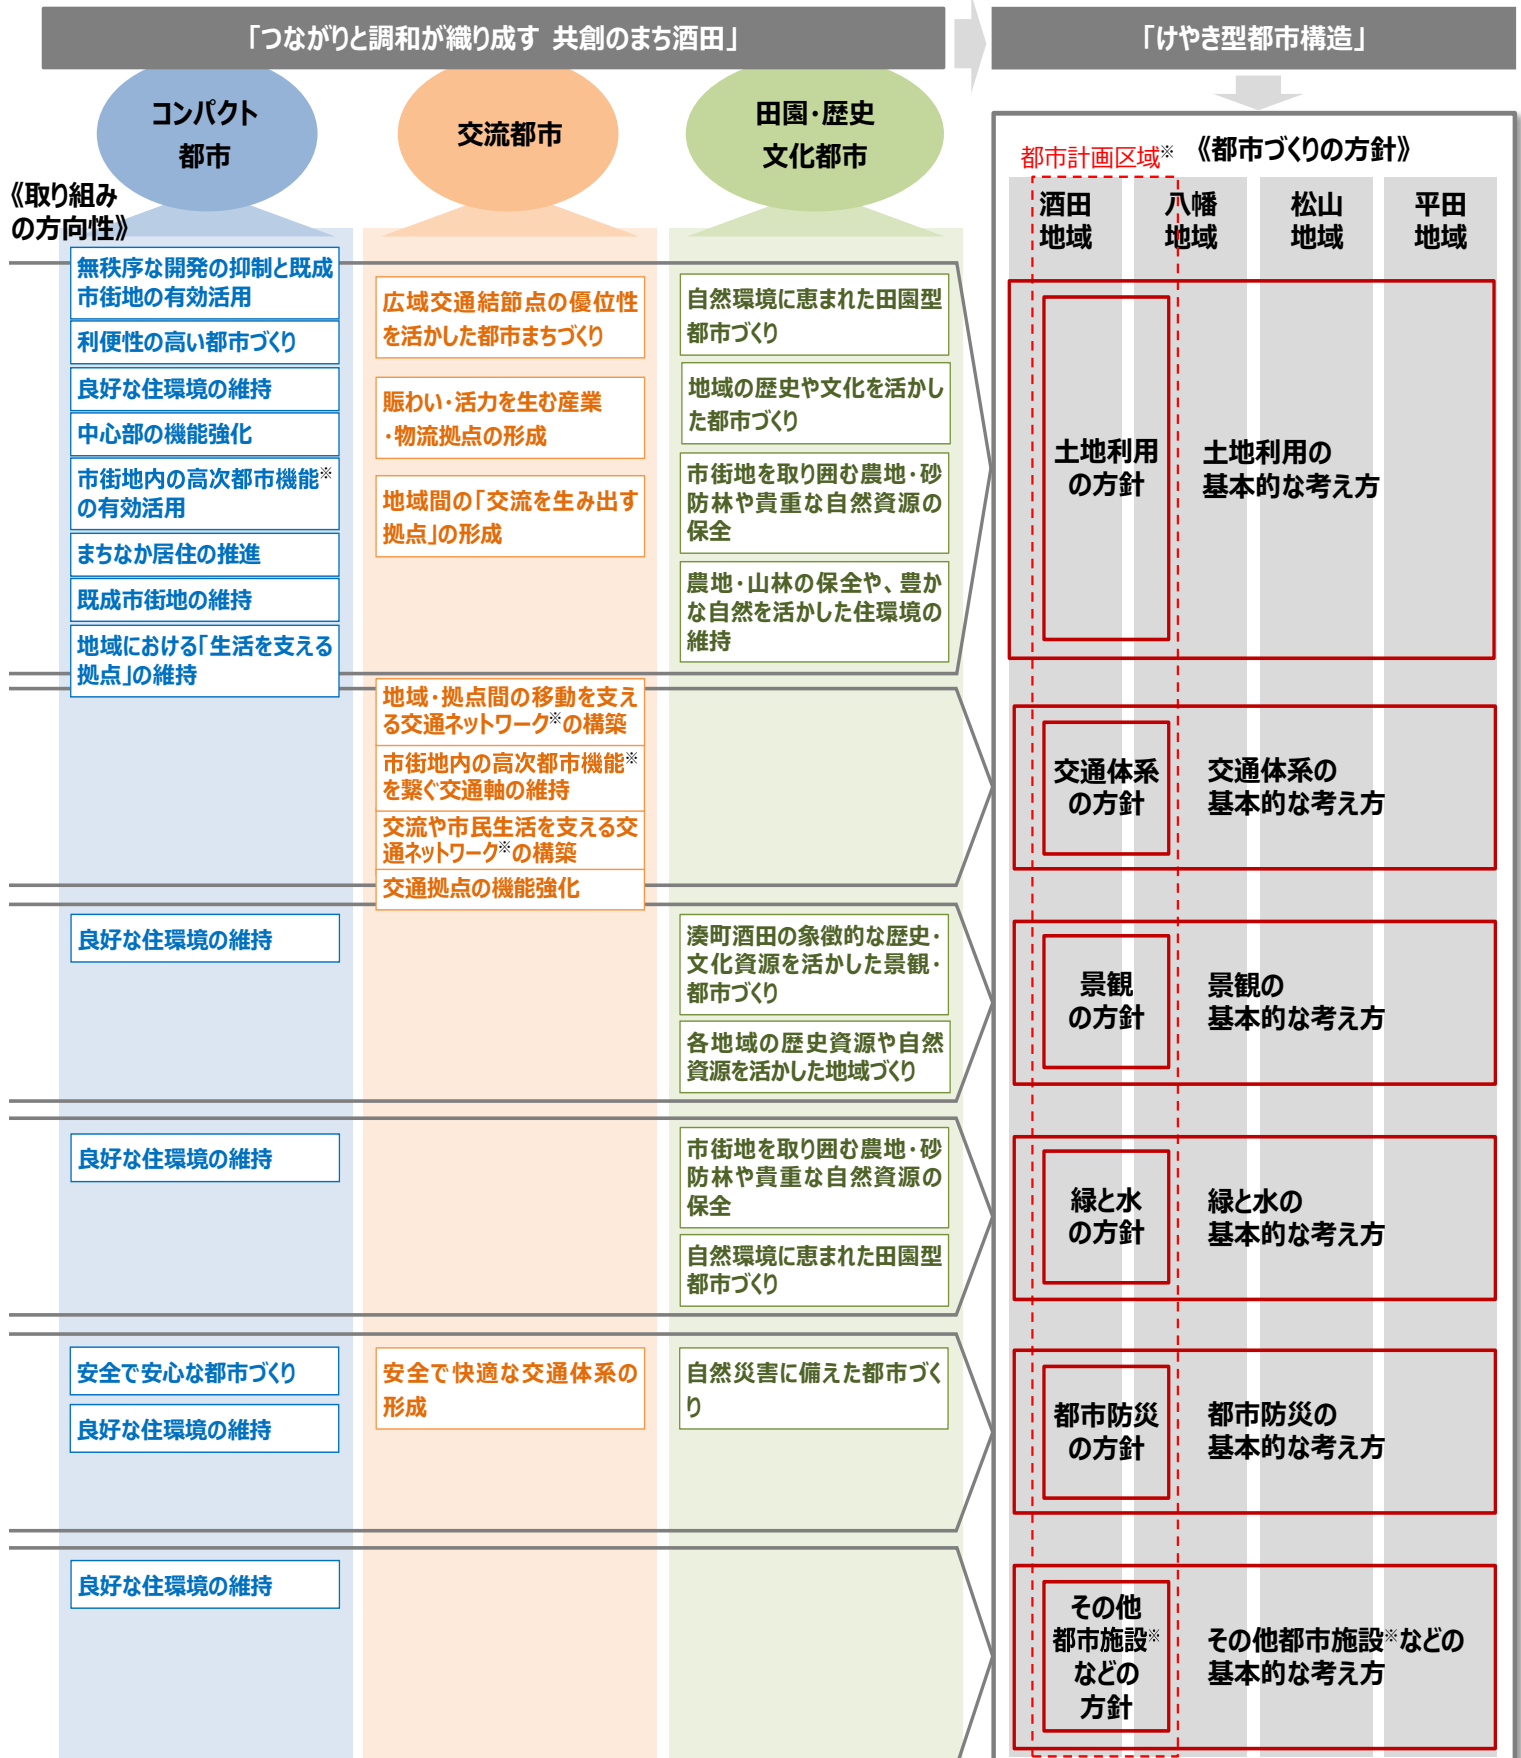 「つながりと調和が織り成す 共創のまち酒田」
「けやき型都市構造」
コンパクト
都市
交流都市
田園・歴史
文化都市
《取り組み
の方向性》
無秩序な開発の抑制と既成
市街地の有効活用
利便性の高い都市づくり
良好な住環境の維持
中心部の機能強化
市街地内の高次都市機能※
の有効活用
まちなか居住の推進
既成市街地の維持
地域における「生活を支える
拠点」の維持
広域交通結節点の優位性
を活かした都市まちづくり
賑わい・活力を生む産業
・物流拠点の形成
地域間の「交流を生み出す
拠点」の形成
自然環境に恵まれた田園型
都市づくり
地域の歴史や文化を活かし
た都市づくり
市街地を取り囲む農地・砂
防林や貴重な自然資源の
保全
農地・山林の保全や、豊か
な自然を活かした住環境の
維持
地域・拠点間の移動を支え
る交通ネットワーク※の構築
市街地内の高次都市機能※
を繋ぐ交通軸の維持
交流や市民生活を支える交
通ネットワーク※の構築
交通拠点の機能強化
良好な住環境の維持
湊町酒田の象徴的な歴史・
文化資源を活かした景観・
都市づくり
各地域の歴史資源や自然
資源を活かした地域づくり
良好な住環境の維持
市街地を取り囲む農地・砂
防林や貴重な自然資源の
保全
自然環境に恵まれた田園型
都市づくり
安全で安心な都市づくり
良好な住環境の維持
安全で快適な交通体系の
形成
自然災害に備えた都市づく
り
良好な住環境の維持
都市計画区域※
《都市づくりの方針》
酒田
地域
八幡
地域
松山
地域
平田
地域
土地利用
の方針
土地利用の
基本的な考え方
交通体系
の方針
交通体系の
基本的な考え方
景観
の方針
景観の
基本的な考え方
緑と水
の方針
緑と水の
基本的な考え方
都市防災
の方針
都市防災の
基本的な考え方
その他
都市施設※
などの
方針
その他都市施設※などの
基本的な考え方